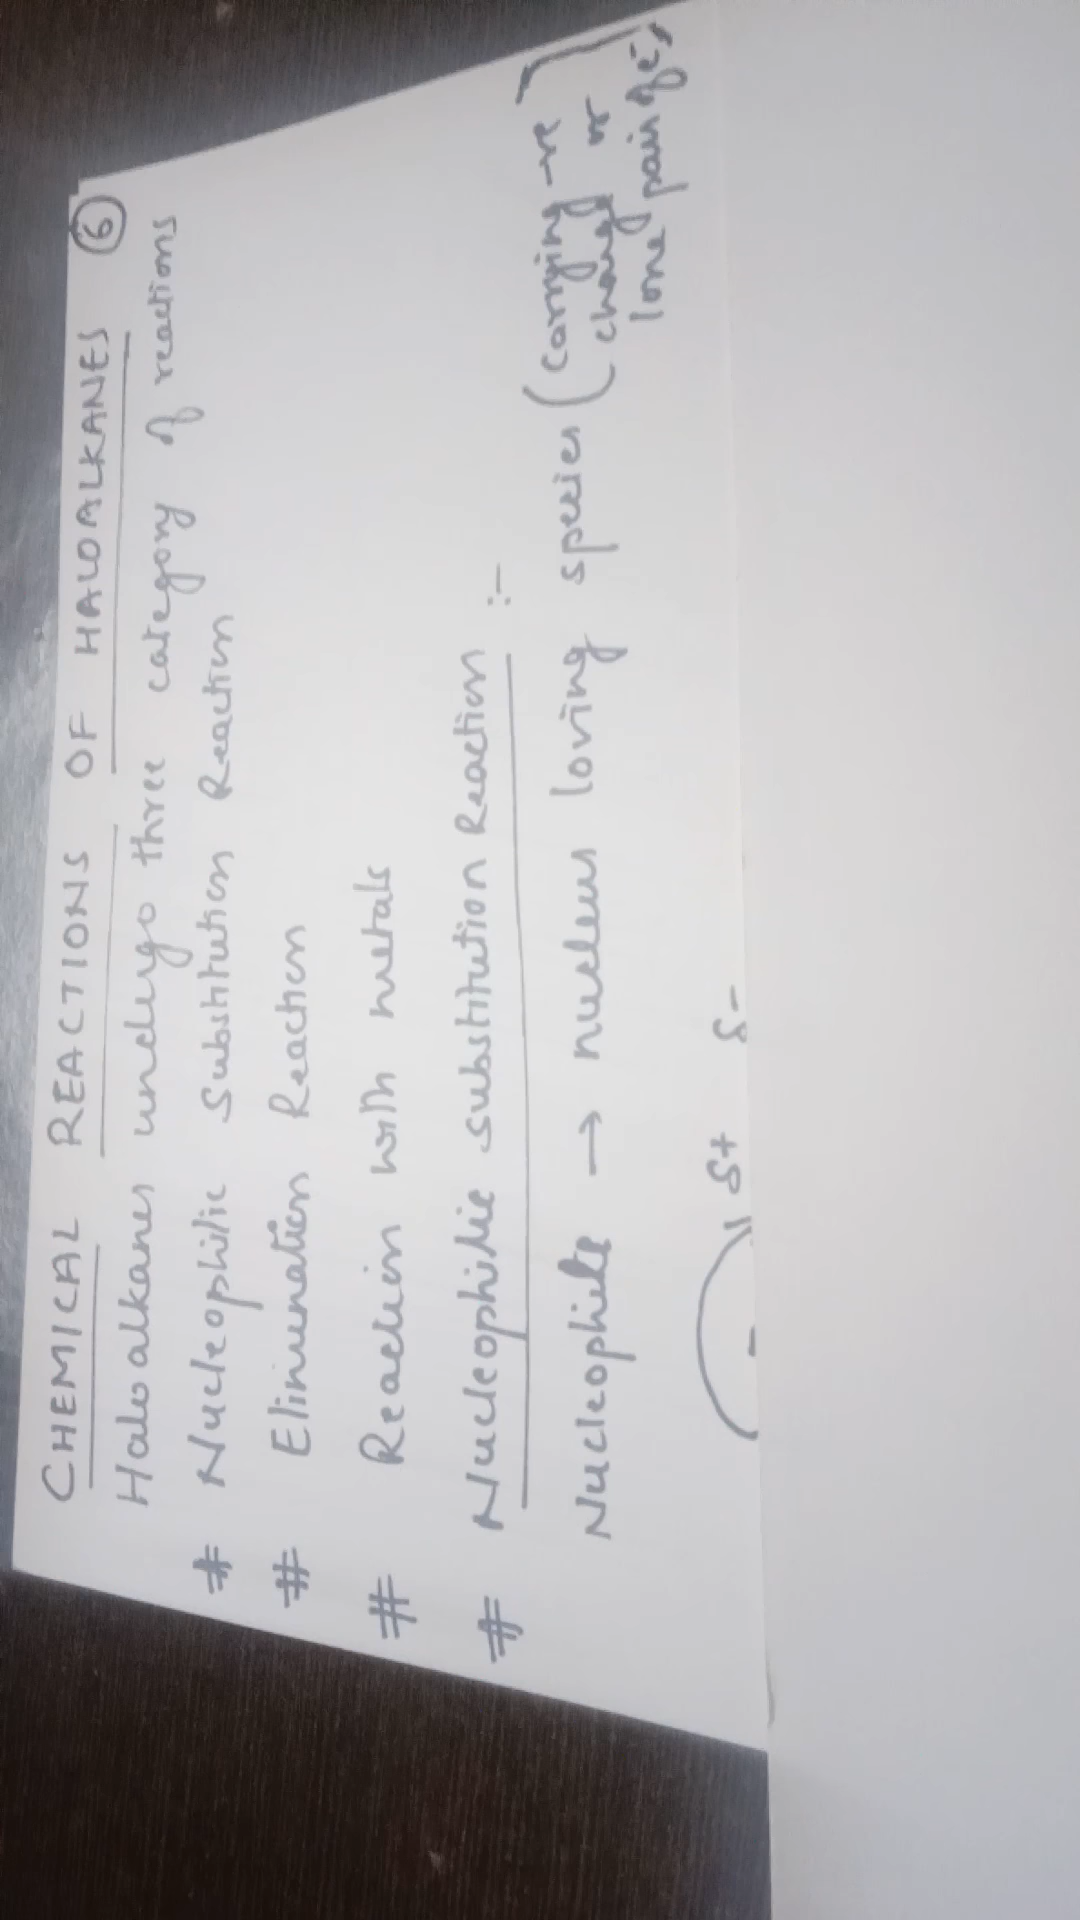 CHEMICAL REACTIONS OF HALOALKANES 6
Haloalkanes undergo three category of reactions
# Nucleophilic Substitution Reaction
# Elimination Reaction
# Reaction with metals
# Nucleophilic substitution Reaction :-
Nucleophile → nucleus loving species (Carrying -ve
charge or
lone pair of e-)
δ+ δ-
-